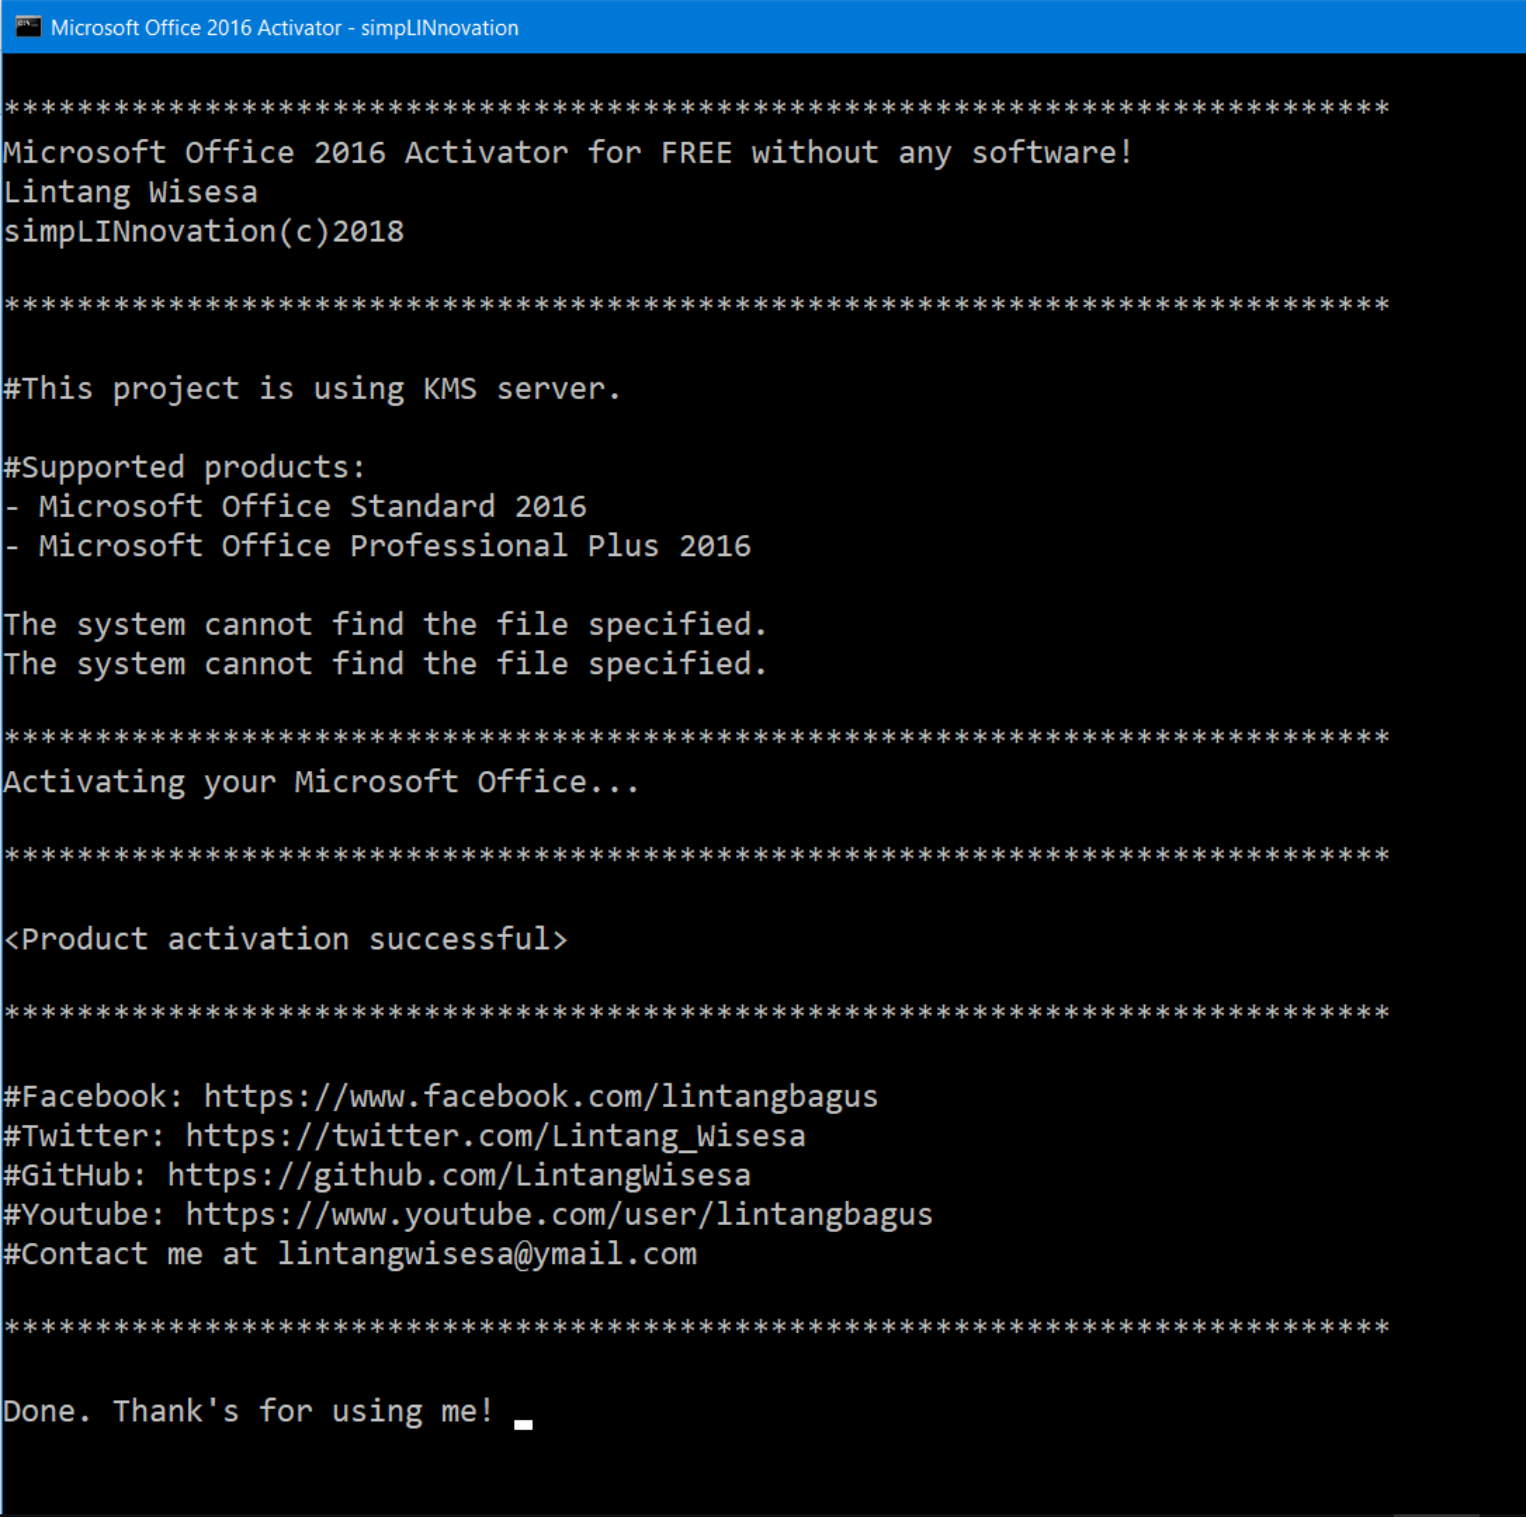 Microsoft Office 2016 Activator - simpLINnovation
****************************************************************************
Microsoft Office 2016 Activator for FREE without any software!
Lintang Wisesa
simpLINnovation(c)2018
****************************************************************************
#This project is using KMS server.
#Supported products:
- Microsoft Office Standard 2016
- Microsoft Office Professional Plus 2016
The system cannot find the file specified.
The system cannot find the file specified.
****************************************************************************
Activating your Microsoft Office...
****************************************************************************
<Product activation successful>
****************************************************************************
#Facebook: https://www.facebook.com/lintangbagus
#Twitter: https://twitter.com/Lintang_Wisesa
#GitHub: https://github.com/LintangWisesa
#Youtube: https://www.youtube.com/user/lintangbagus
#Contact me at lintangwisesa@ymail.com
****************************************************************************
Done. Thank's for using me!